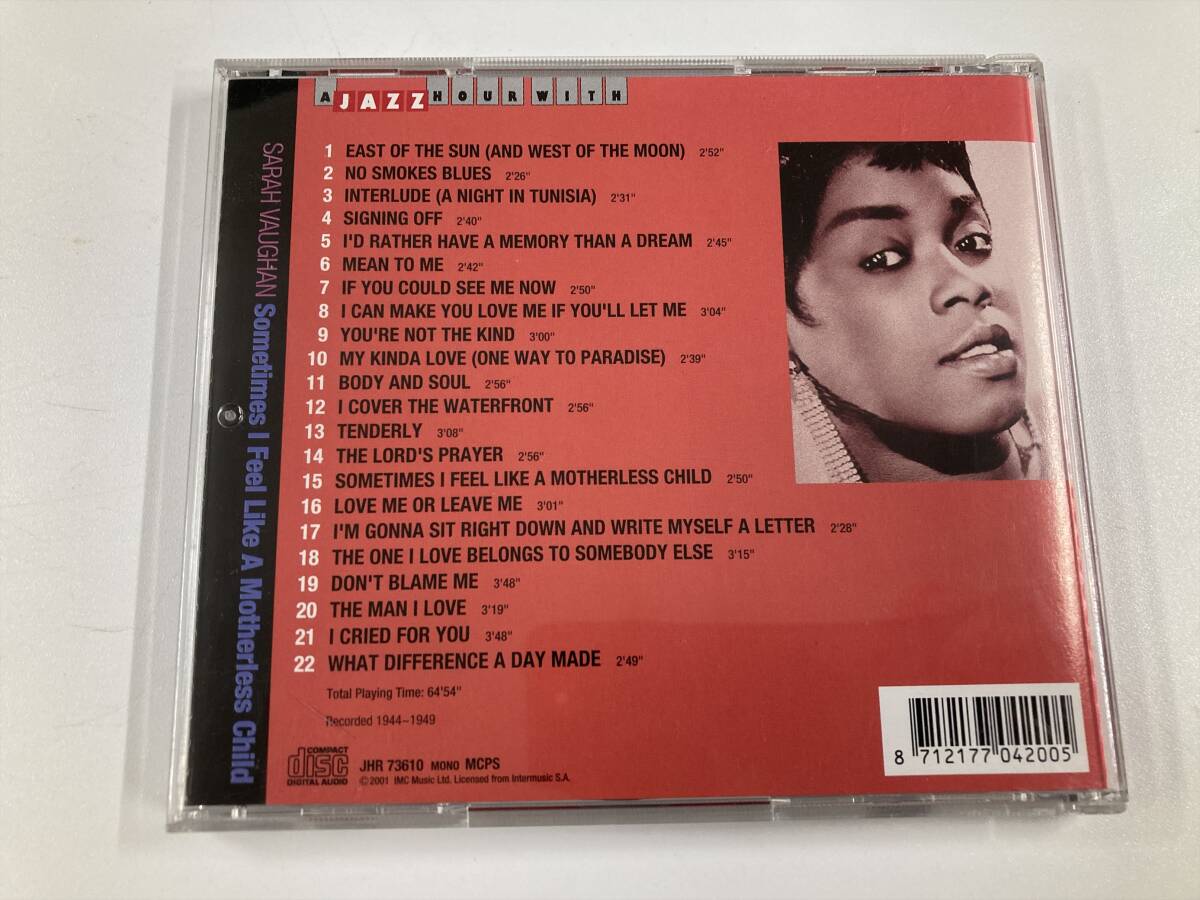 A JAZZ HOUR WITH
SARAH VAUGHAN Sometimes I Feel Like A Motherless Child
1 EAST OF THE SUN (AND WEST OF THE MOON) 2'52"
2 NO SMOKES BLUES 2'26"
3 INTERLUDE (A NIGHT IN TUNISIA) 2'31"
4 SIGNING OFF 2'40"
5 I'D RATHER HAVE A MEMORY THAN A DREAM 2'45"
6 MEAN TO ME 2'42"
7 IF YOU COULD SEE ME NOW 2'50"
8 I CAN MAKE YOU LOVE ME IF YOU'LL LET ME 3'04"
9 YOU'RE NOT THE KIND 3'00"
10 MY KINDA LOVE (ONE WAY TO PARADISE) 2'39"
11 BODY AND SOUL 2'56"
12 I COVER THE WATERFRONT 2'56"
13 TENDERLY 3'08"
14 THE LORD'S PRAYER 2'56"
15 SOMETIMES I FEEL LIKE A MOTHERLESS CHILD 2'50"
16 LOVE ME OR LEAVE ME 3'01"
17 I'M GONNA SIT RIGHT DOWN AND WRITE MYSELF A LETTER 2'28"
18 THE ONE I LOVE BELONGS TO SOMEBODY ELSE 3'15"
19 DON'T BLAME ME 3'48"
20 THE MAN I LOVE 3'19"
21 I CRIED FOR YOU 3'48"
22 WHAT DIFFERENCE A DAY MADE 2'49"
Total Playing Time: 64'54"
Recorded 1944–1949
COMPACT
disc
DIGITAL AUDIO
JHR 73610 MONO MCPS
©2001 IMC Music Ltd. Licensed from Intermusic S.A.
8 712177 042005